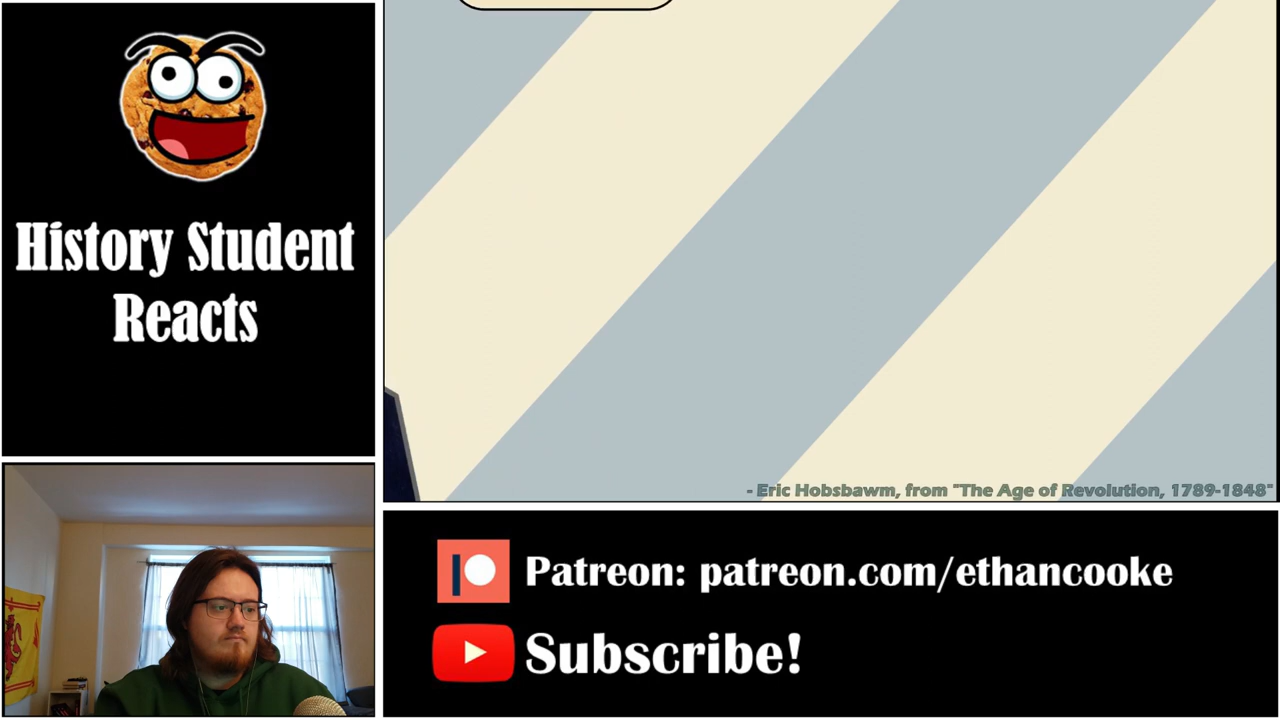 History Student
Reacts
- Eric Hobsbawm, from "The Age of Revolution, 1789-1848"
Patreon: patreon.com/ethancooke
Subscribe!